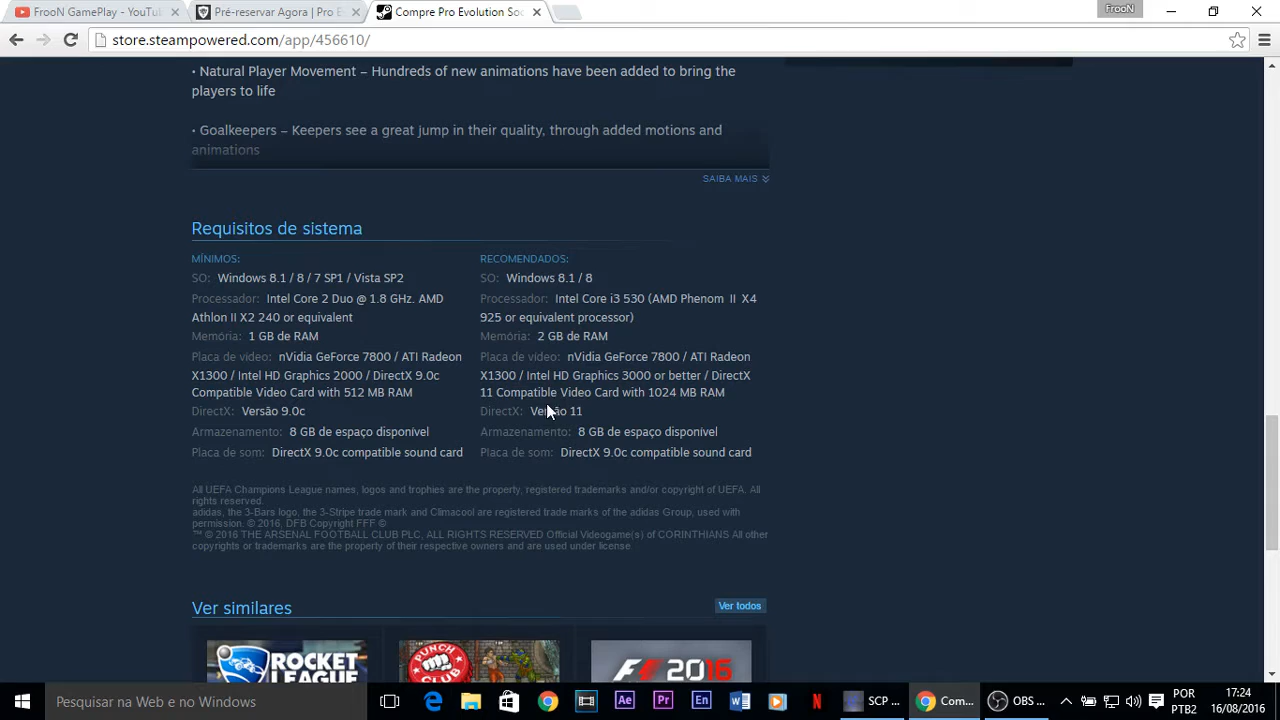 FrooN GamePlay - YouTu
Pré-reservar Agora | Pro E
Compre Pro Evolution Soc
FrooN
store.steampowered.com/app/456610/
• Natural Player Movement – Hundreds of new animations have been added to bring the
players to life
• Goalkeepers – Keepers see a great jump in their quality, through added motions and
animations
SAIBA MAIS
Requisitos de sistema
MÍNIMOS:
SO: Windows 8.1 / 8 / 7 SP1 / Vista SP2
Processador: Intel Core 2 Duo @ 1.8 GHz. AMD
Athlon II X2 240 or equivalent
Memória: 1 GB de RAM
Placa de vídeo: nVidia GeForce 7800 / ATI Radeon
X1300 / Intel HD Graphics 2000 / DirectX 9.0c
Compatible Video Card with 512 MB RAM
DirectX: Versão 9.0c
Armazenamento: 8 GB de espaço disponível
Placa de som: DirectX 9.0c compatible sound card
RECOMENDADOS:
SO: Windows 8.1 / 8
Processador: Intel Core i3 530 (AMD Phenom II X4
925 or equivalent processor)
Memória: 2 GB de RAM
Placa de vídeo: nVidia GeForce 7800 / ATI Radeon
X1300 / Intel HD Graphics 3000 or better / DirectX
11 Compatible Video Card with 1024 MB RAM
DirectX: Versão 11
Armazenamento: 8 GB de espaço disponível
Placa de som: DirectX 9.0c compatible sound card
All UEFA Champions League names, logos and trophies are the property, registered trademarks and/or copyright of UEFA. All
rights reserved.
adidas, the 3-Bars logo, the 3-Stripe trade mark and Climacool are registered trade marks of the adidas Group, used with
permission. © 2016, DFB Copyright FFF ©
™ © 2016 THE ARSENAL FOOTBALL CLUB PLC, ALL RIGHTS RESERVED Official Videogame(s) of CORINTHIANS All other
copyrights or trademarks are the property of their respective owners and are used under license
Ver similares
Ver todos
ROCKET
LEAGUE
PUNCH
CLUB
F1 2016
Pesquisar na Web e no Windows
Ae
Pr
En
SCP ...
Com...
OBS ...
POR
PTB2
17:24
16/08/2016